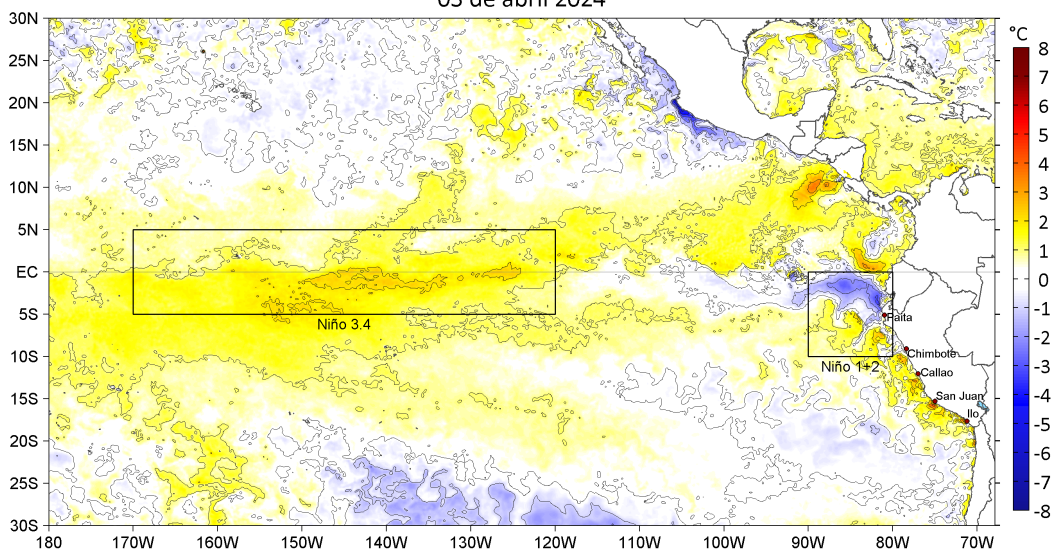 05 de abril 2024
°C
30N
25N
20N
15N
10N
5N
EC
5S
10S
15S
20S
25S
30S
180 170W 160W 150W 140W 130W 120W 110W 100W 90W 80W 70W
Niño 3.4
Niño 1+2
Paita
Chimbote
Callao
San Juan
Ilo
8
7
6
5
4
3
2
1
0
-1
-2
-3
-4
-5
-6
-7
-8